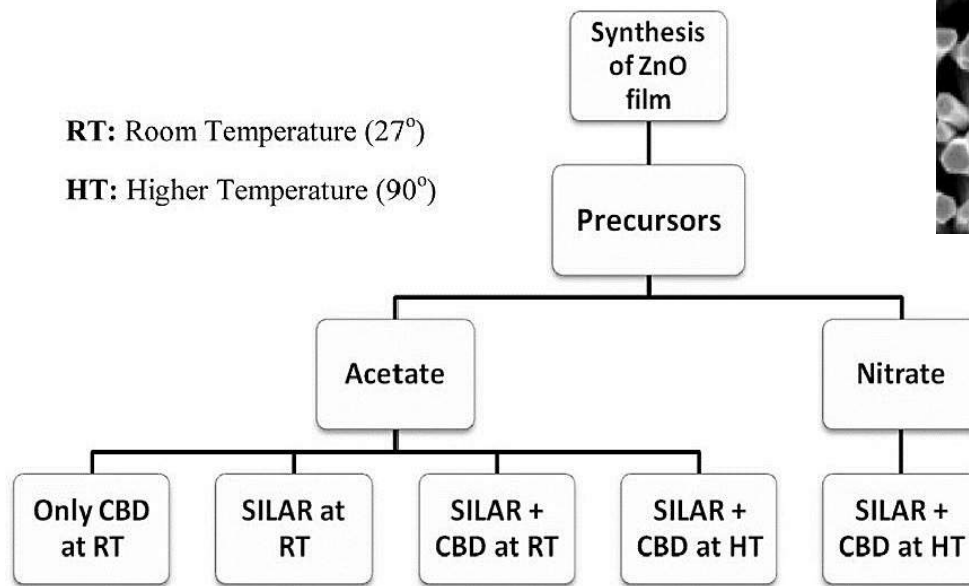 Synthesis
of ZnO
film
RT: Room Temperature (27°)
HT: Higher Temperature (90°)
Precursors
Acetate
Nitrate
Only CBD
at RT
SILAR at
RT
SILAR +
CBD at RT
SILAR +
CBD at HT
SILAR +
CBD at HT